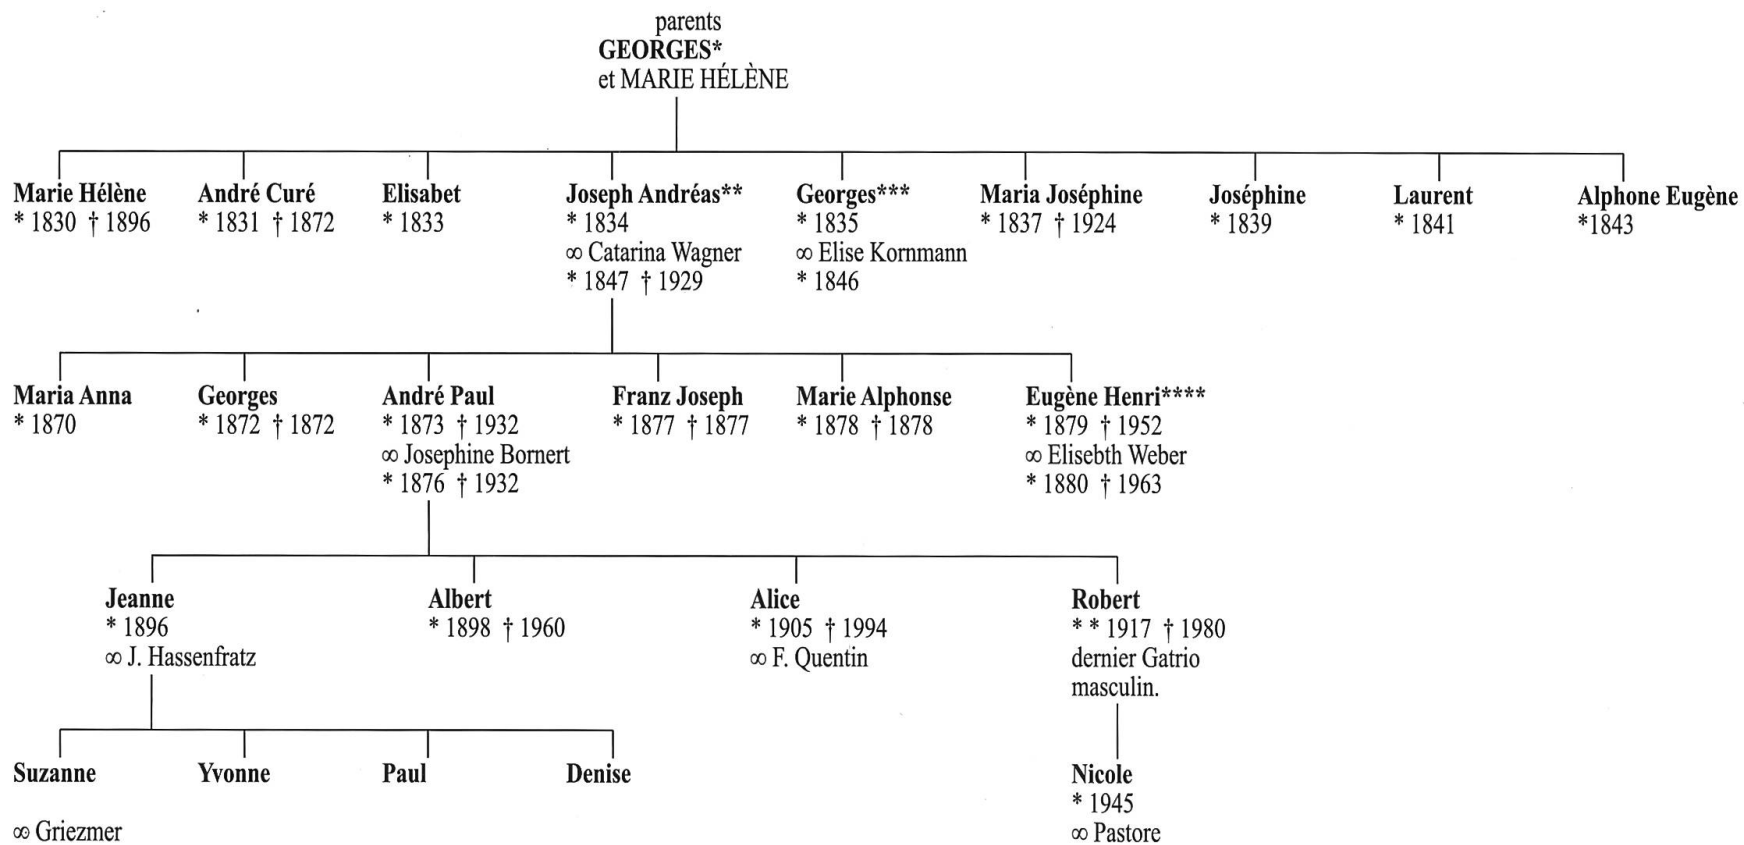 parents
GEORGES*
et MARIE HÉLÈNE
Marie Hélène
* 1830 † 1896
André Curé
* 1831 † 1872
Elisabet
* 1833
Joseph Andréas**
* 1834
∞ Catarina Wagner
* 1847 † 1929
Georges***
* 1835
∞ Elise Kornmann
* 1846
Maria Joséphine
* 1837 † 1924
Joséphine
* 1839
Laurent
* 1841
Alphone Eugène
*1843
Maria Anna
* 1870
Georges
* 1872 † 1872
André Paul
* 1873 † 1932
∞ Josephine Bornert
* 1876 † 1932
Franz Joseph
* 1877 † 1877
Marie Alphonse
* 1878 † 1878
Eugène Henri****
* 1879 † 1952
∞ Elisebth Weber
* 1880 † 1963
Jeanne
* 1896
∞ J. Hassenfratz
Albert
* 1898 † 1960
Alice
* 1905 † 1994
∞ F. Quentin
Robert
* * 1917 † 1980
dernier Gatrio
masculin.
Suzanne
∞ Griezmer
Yvonne
Paul
Denise
Nicole
* 1945
∞ Pastore